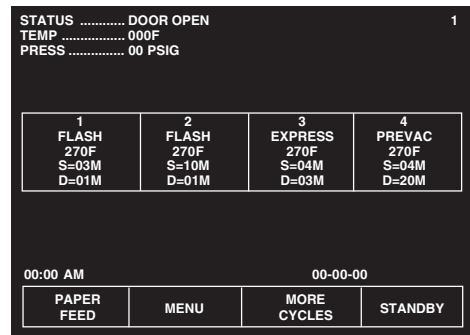 STATUS ............ DOOR OPEN 1
TEMP ................. 000F
PRESS ............... 00 PSIG
1 2 3 4
FLASH FLASH EXPRESS PREVAC
270F 270F 270F 270F
S=03M S=10M S=04M S=04M
D=01M D=01M D=03M D=20M
00:00 AM 00-00-00
PAPER FEED MENU MORE CYCLES STANDBY